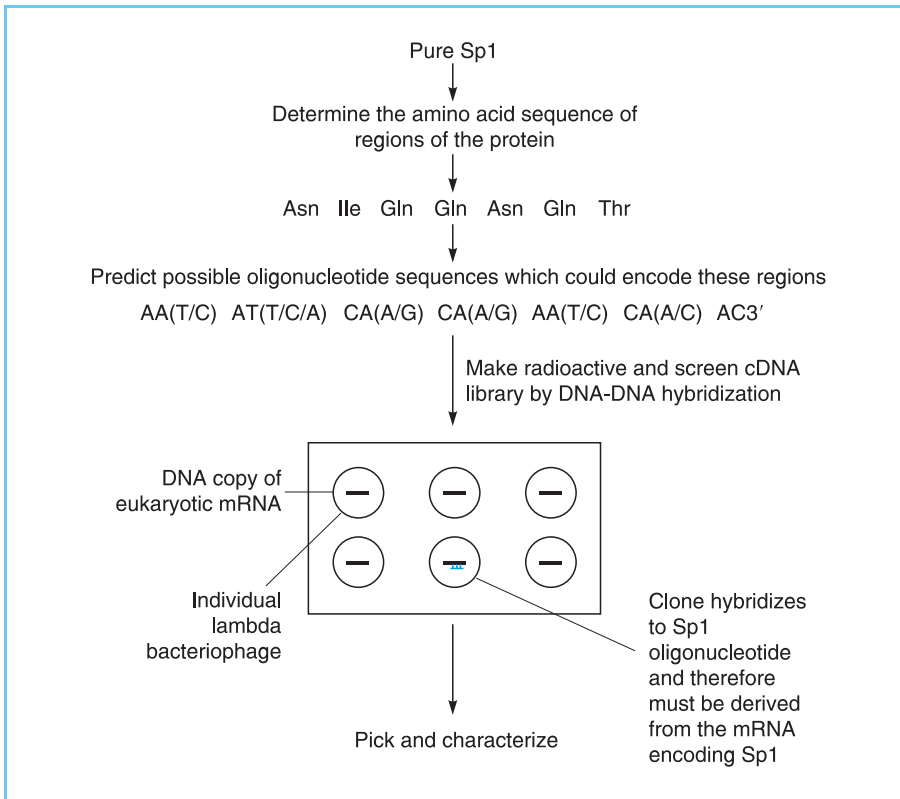 Pure Sp1
Determine the amino acid sequence of
regions of the protein
Asn Ile Gln Gln Asn Gln Thr
Predict possible oligonucleotide sequences which could encode these regions
AA(T/C) AT(T/C/A) CA(A/G) CA(A/G) AA(T/C) CA(A/C) AC3′
Make radioactive and screen cDNA
library by DNA-DNA hybridization
DNA copy of
eukaryotic mRNA
Individual
lambda
bacteriophage
Clone hybridizes
to Sp1
oligonucleotide
and therefore
must be derived
from the mRNA
encoding Sp1
Pick and characterize